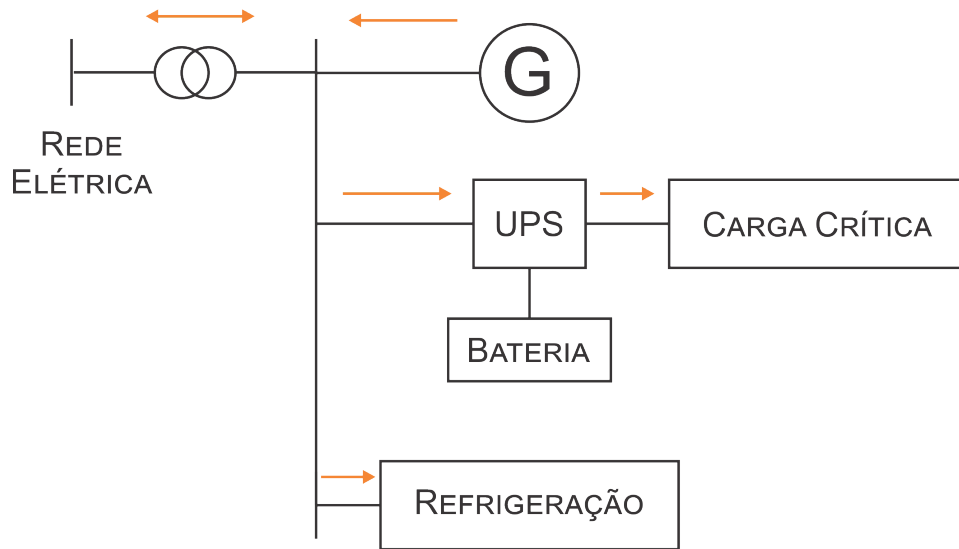 G
REDE
ELÉTRICA
UPS
CARGA CRÍTICA
BATERIA
REFRIGERAÇÃO